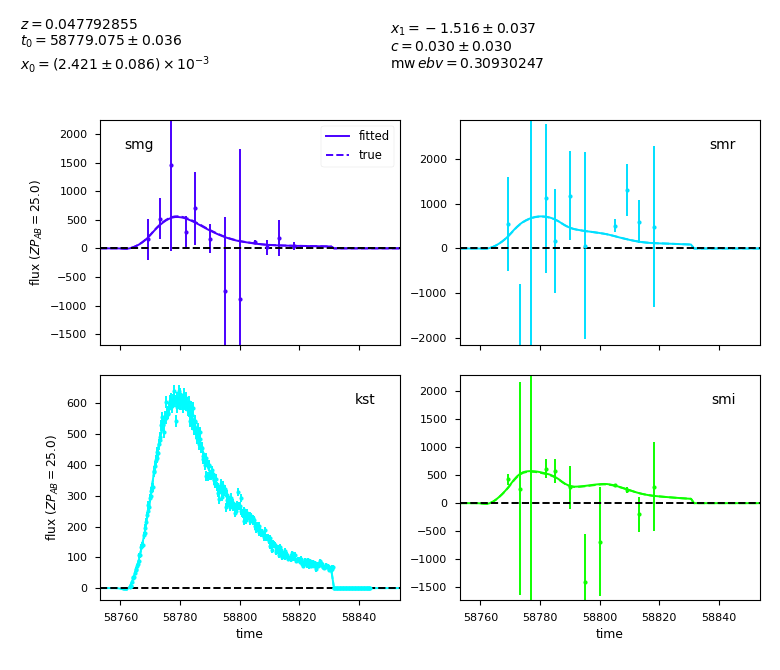 z = 0.047792855
t₀ = 58779.075 ± 0.036
x₀ = (2.421 ± 0.086) × 10⁻³
x₁ = −1.516 ± 0.037
c = 0.030 ± 0.030
mw ebv = 0.30930247
smg
fitted
true
2000
1500
1000
500
0
−500
−1000
−1500
flux (ZP_AB = 25.0)
smr
2000
1000
0
−1000
−2000
kst
600
500
400
300
200
100
0
flux (ZP_AB = 25.0)
58760 58780 58800 58820 58840
time
smi
2000
1500
1000
500
0
−500
−1000
−1500
58760 58780 58800 58820 58840
time